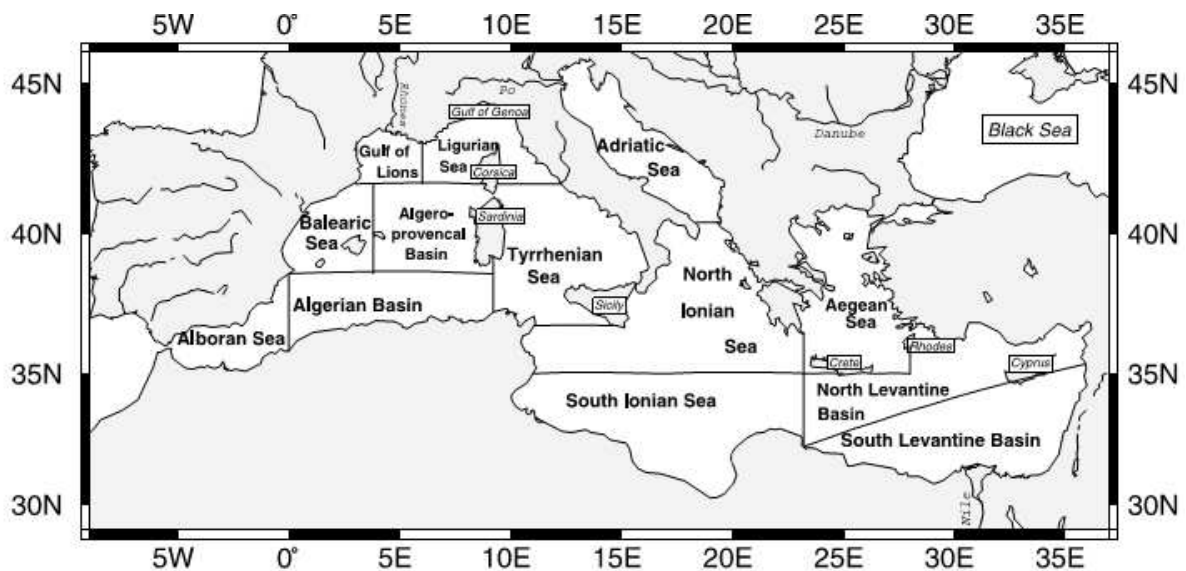 5W 0° 5E 10E 15E 20E 25E 30E 35E
45N
45N
Rhone
Po
Gulf of Genoa
Danube
Black Sea
Gulf of
Lions
Ligurian
Sea
Corsica
Adriatic
Sea
Balearic
Sea
Algero-
provencal
Basin
Sardinia
40N
40N
Tyrrhenian
Sea
North
Ionian
Sea
Algerian Basin
Sicily
Aegean
Sea
Alboran Sea
Rhodes
Crete
Cyprus
35N
35N
South Ionian Sea
North Levantine
Basin
South Levantine Basin
30N
30N
Nile
5W 0° 5E 10E 15E 20E 25E 30E 35E